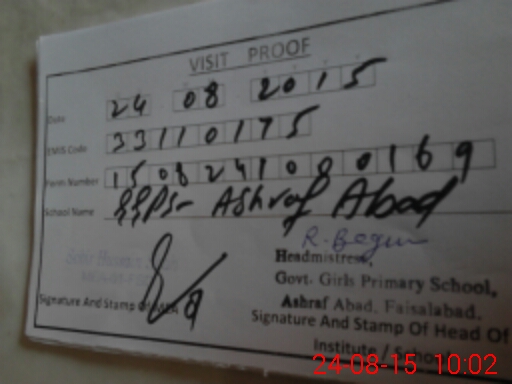 VISIT PROOF
Date 24 08 2015
EMIS Code 33110175
Form Number 150824100169
School Name GGPS- Ashraf Abad
R. Begum
Headmistress
Govt. Girls Primary School,
Ashraf Abad, Faisalabad.
Signature And Stamp Of MEA
Signature And Stamp Of Head Of
Institute / School
24-08-15 10:02